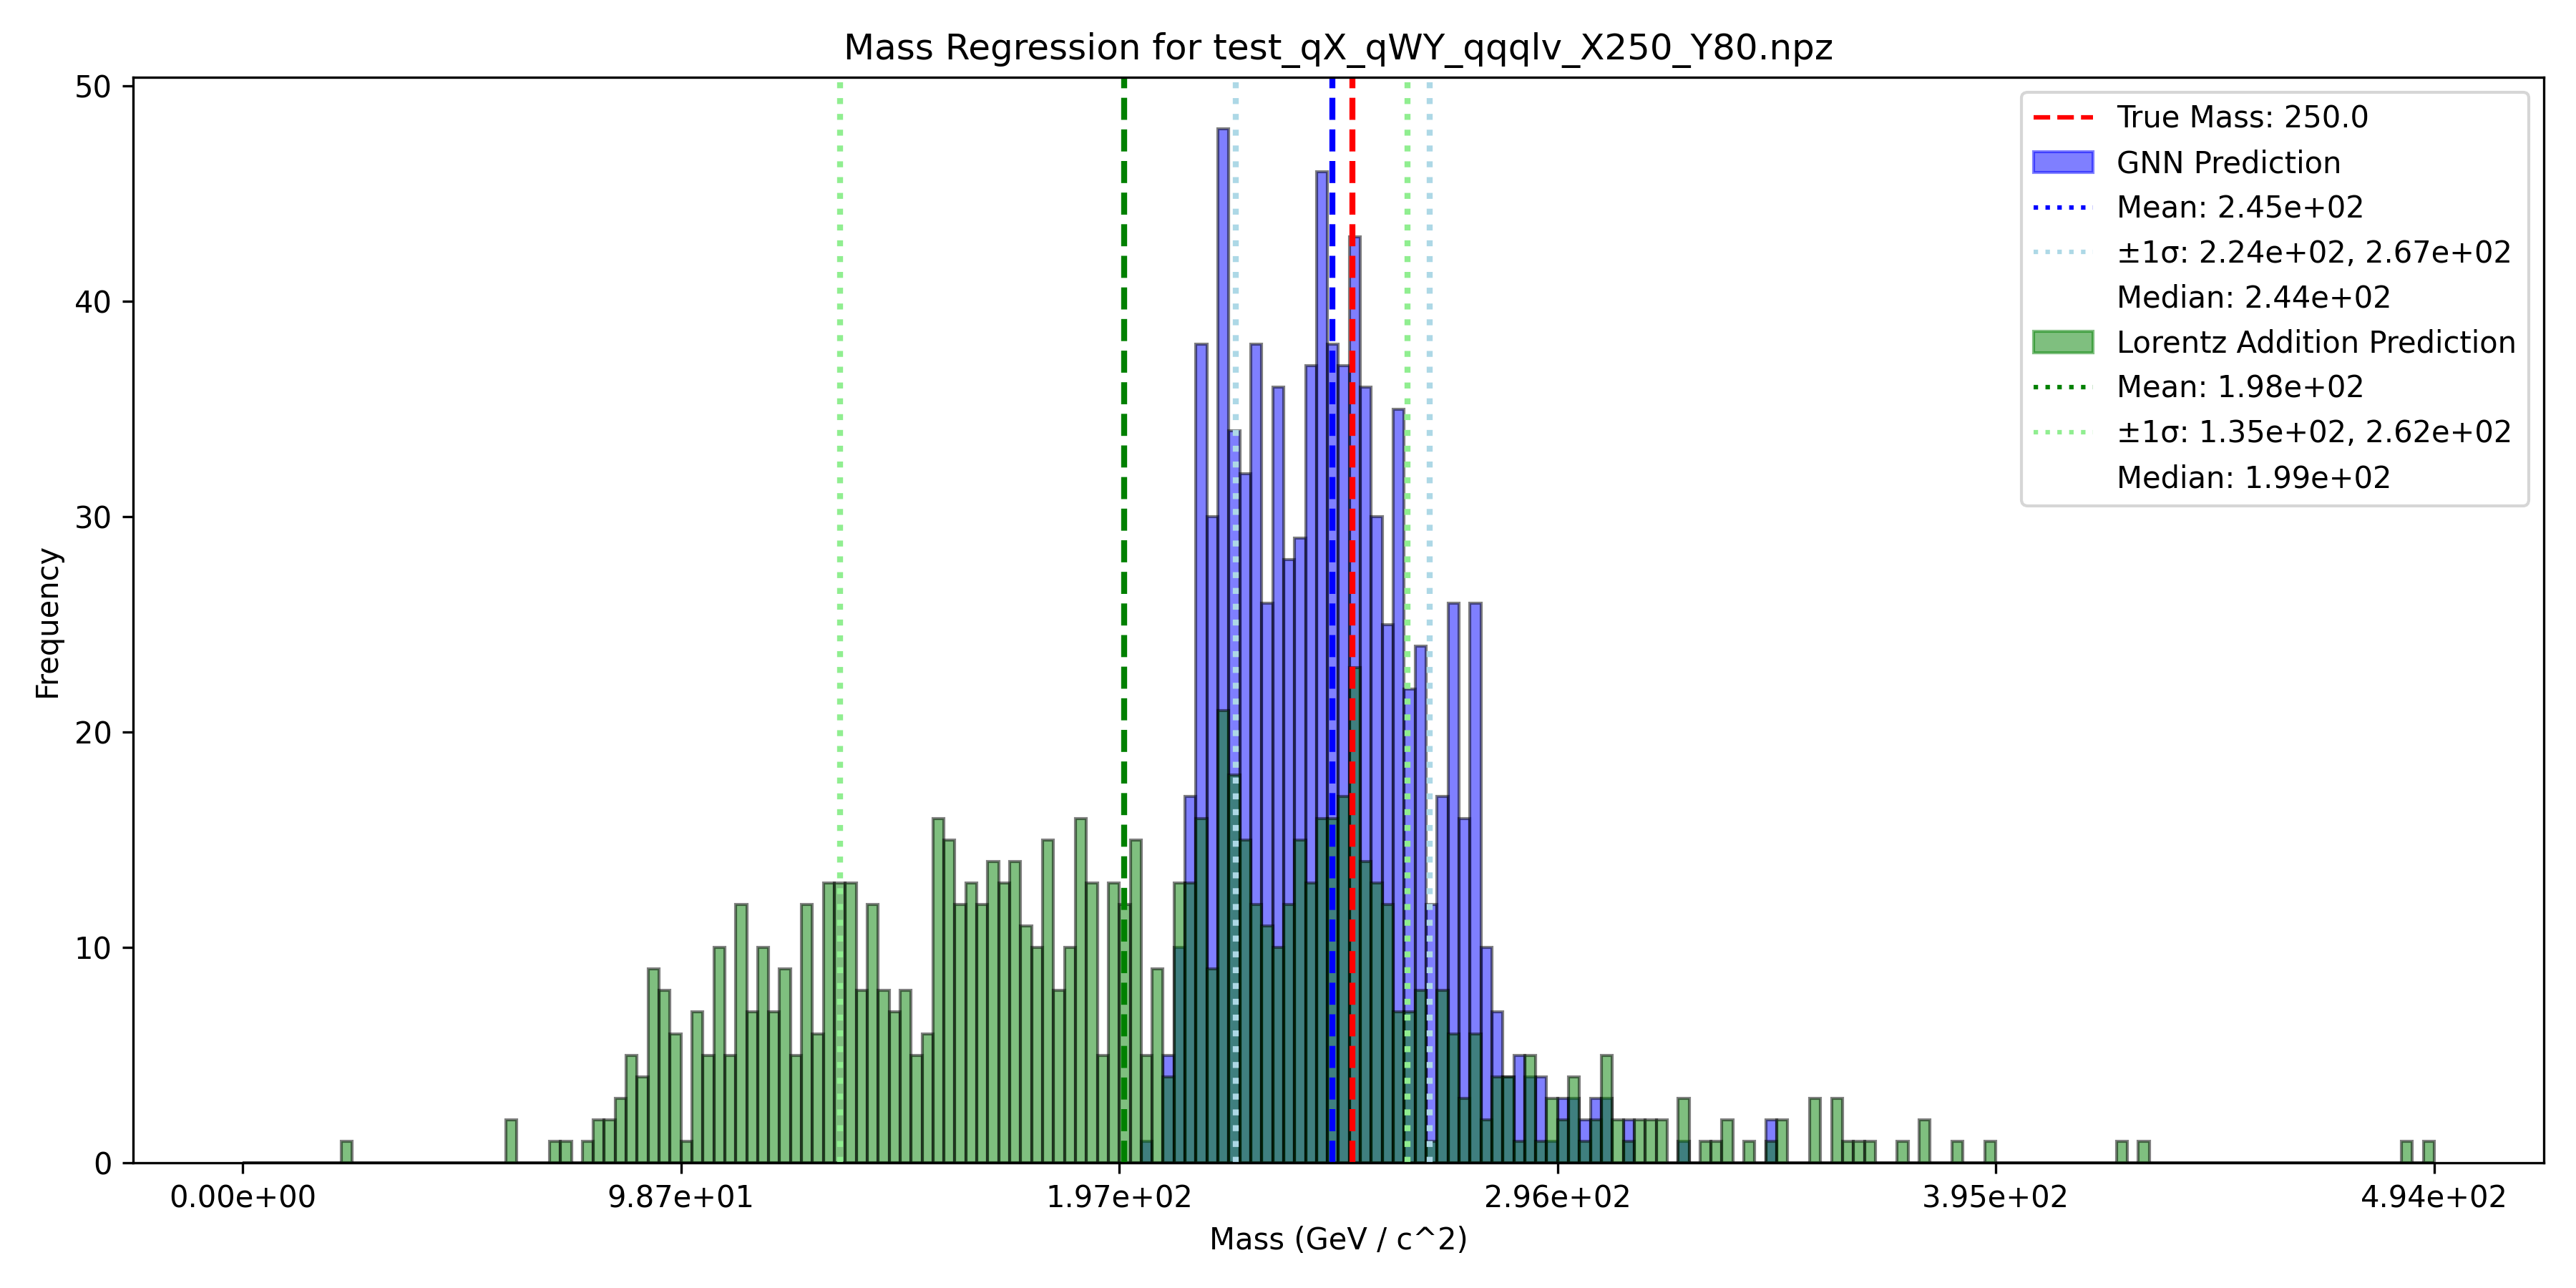 Mass Regression for test_qX_qWY_qqqlv_X250_Y80.npz
50
40
30
20
10
0
Frequency
True Mass: 250.0
GNN Prediction
Mean: 2.45e+02
±1σ: 2.24e+02, 2.67e+02
Median: 2.44e+02
Lorentz Addition Prediction
Mean: 1.98e+02
±1σ: 1.35e+02, 2.62e+02
Median: 1.99e+02
0.00e+00
9.87e+01
1.97e+02
2.96e+02
3.95e+02
4.94e+02
Mass (GeV / c^2)